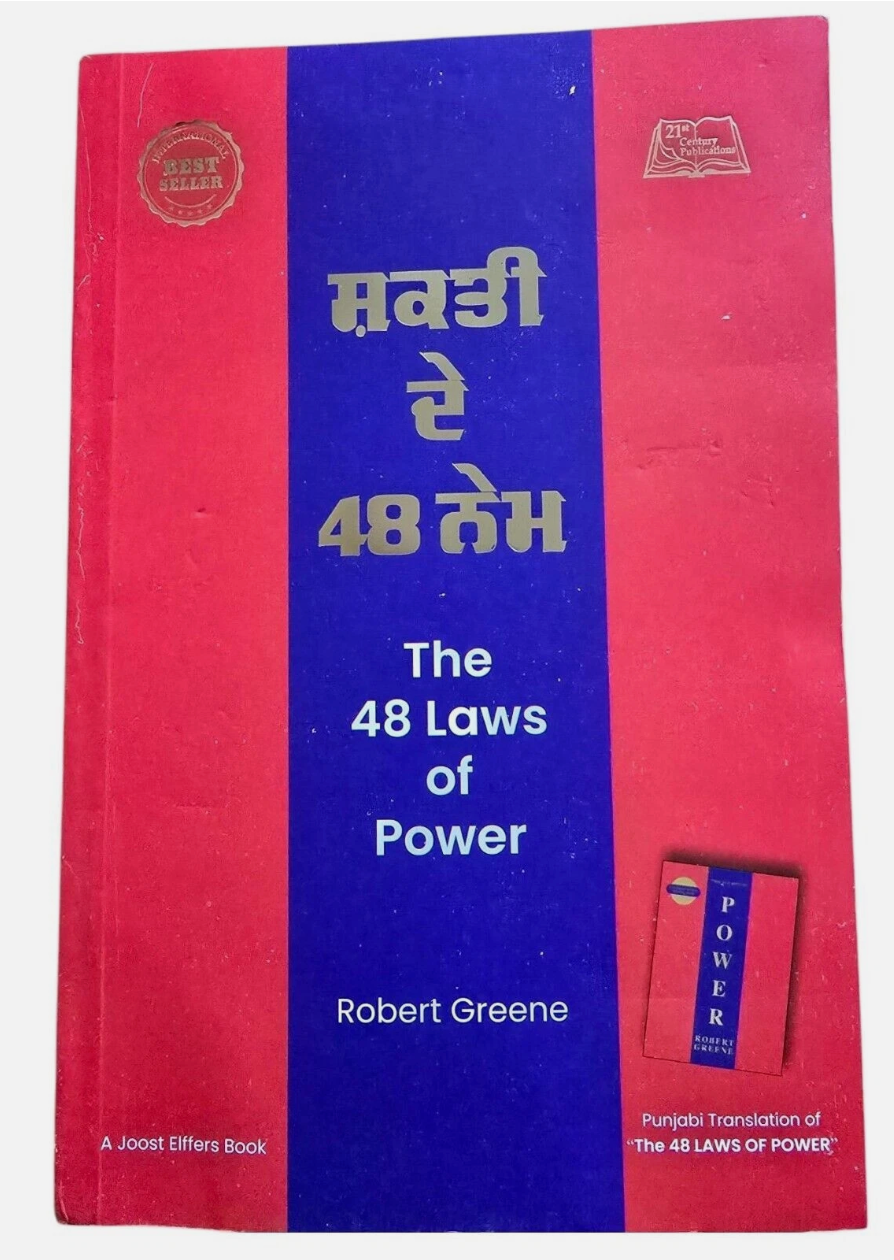 INTERNATIONAL
BEST
SELLER
21st
Century
Publications
ਸ਼ਕਤੀ
ਦੇ
48 ਨੇਮ
The
48 Laws
of
Power
Robert Greene
P
O
W
E
R
ROBERT
GREENE
A Joost Elffers Book
Punjabi Translation of
"The 48 LAWS OF POWER"